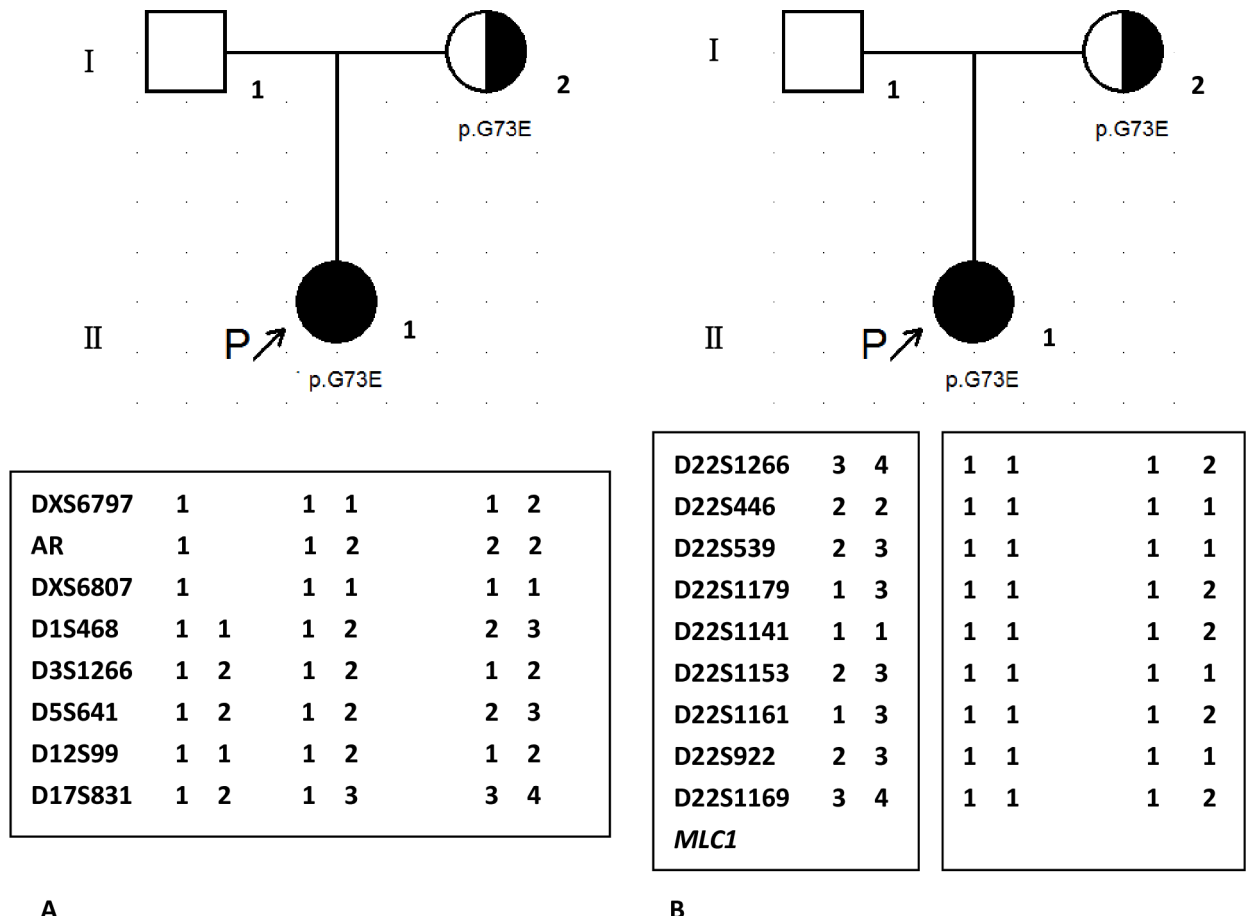 I
1
2
p.G73E
II
P
1
p.G73E
DXS6797 1 1 1 1 2
AR 1 1 2 2 2
DXS6807 1 1 1 1 1
D1S468 1 1 1 2 2 3
D3S1266 1 2 1 2 1 2
D5S641 1 2 1 2 2 3
D12S99 1 1 1 2 1 2
D17S831 1 2 1 3 3 4
A
I
1
2
p.G73E
II
P
1
p.G73E
D22S1266 3 4 1 1 1 2
D22S446 2 2 1 1 1 1
D22S539 2 3 1 1 1 1
D22S1179 1 3 1 1 1 2
D22S1141 1 1 1 1 1 2
D22S1153 2 3 1 1 1 1
D22S1161 1 3 1 1 1 2
D22S922 2 3 1 1 1 1
D22S1169 3 4 1 1 1 2
MLC1
B